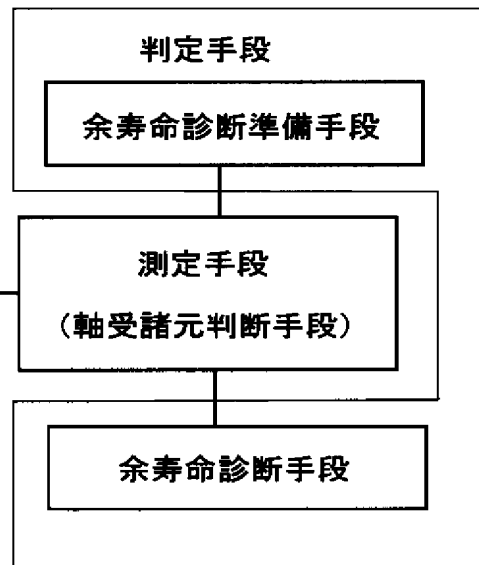 判定手段
余寿命診断準備手段
測定手段
（軸受諸元判断手段）
余寿命診断手段